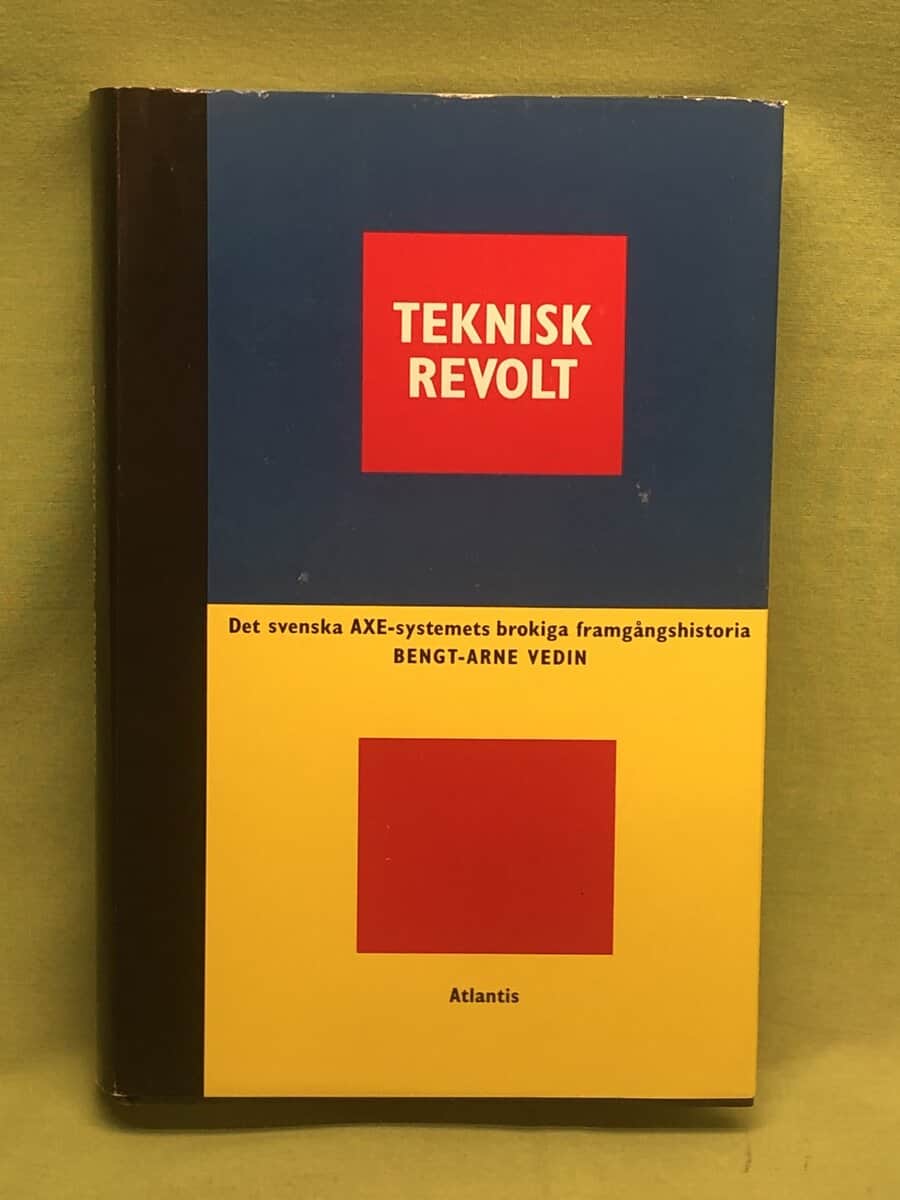 TEKNISK
REVOLT
Det svenska AXE-systemets brokiga framgångshistoria
BENGT-ARNE VEDIN
Atlantis